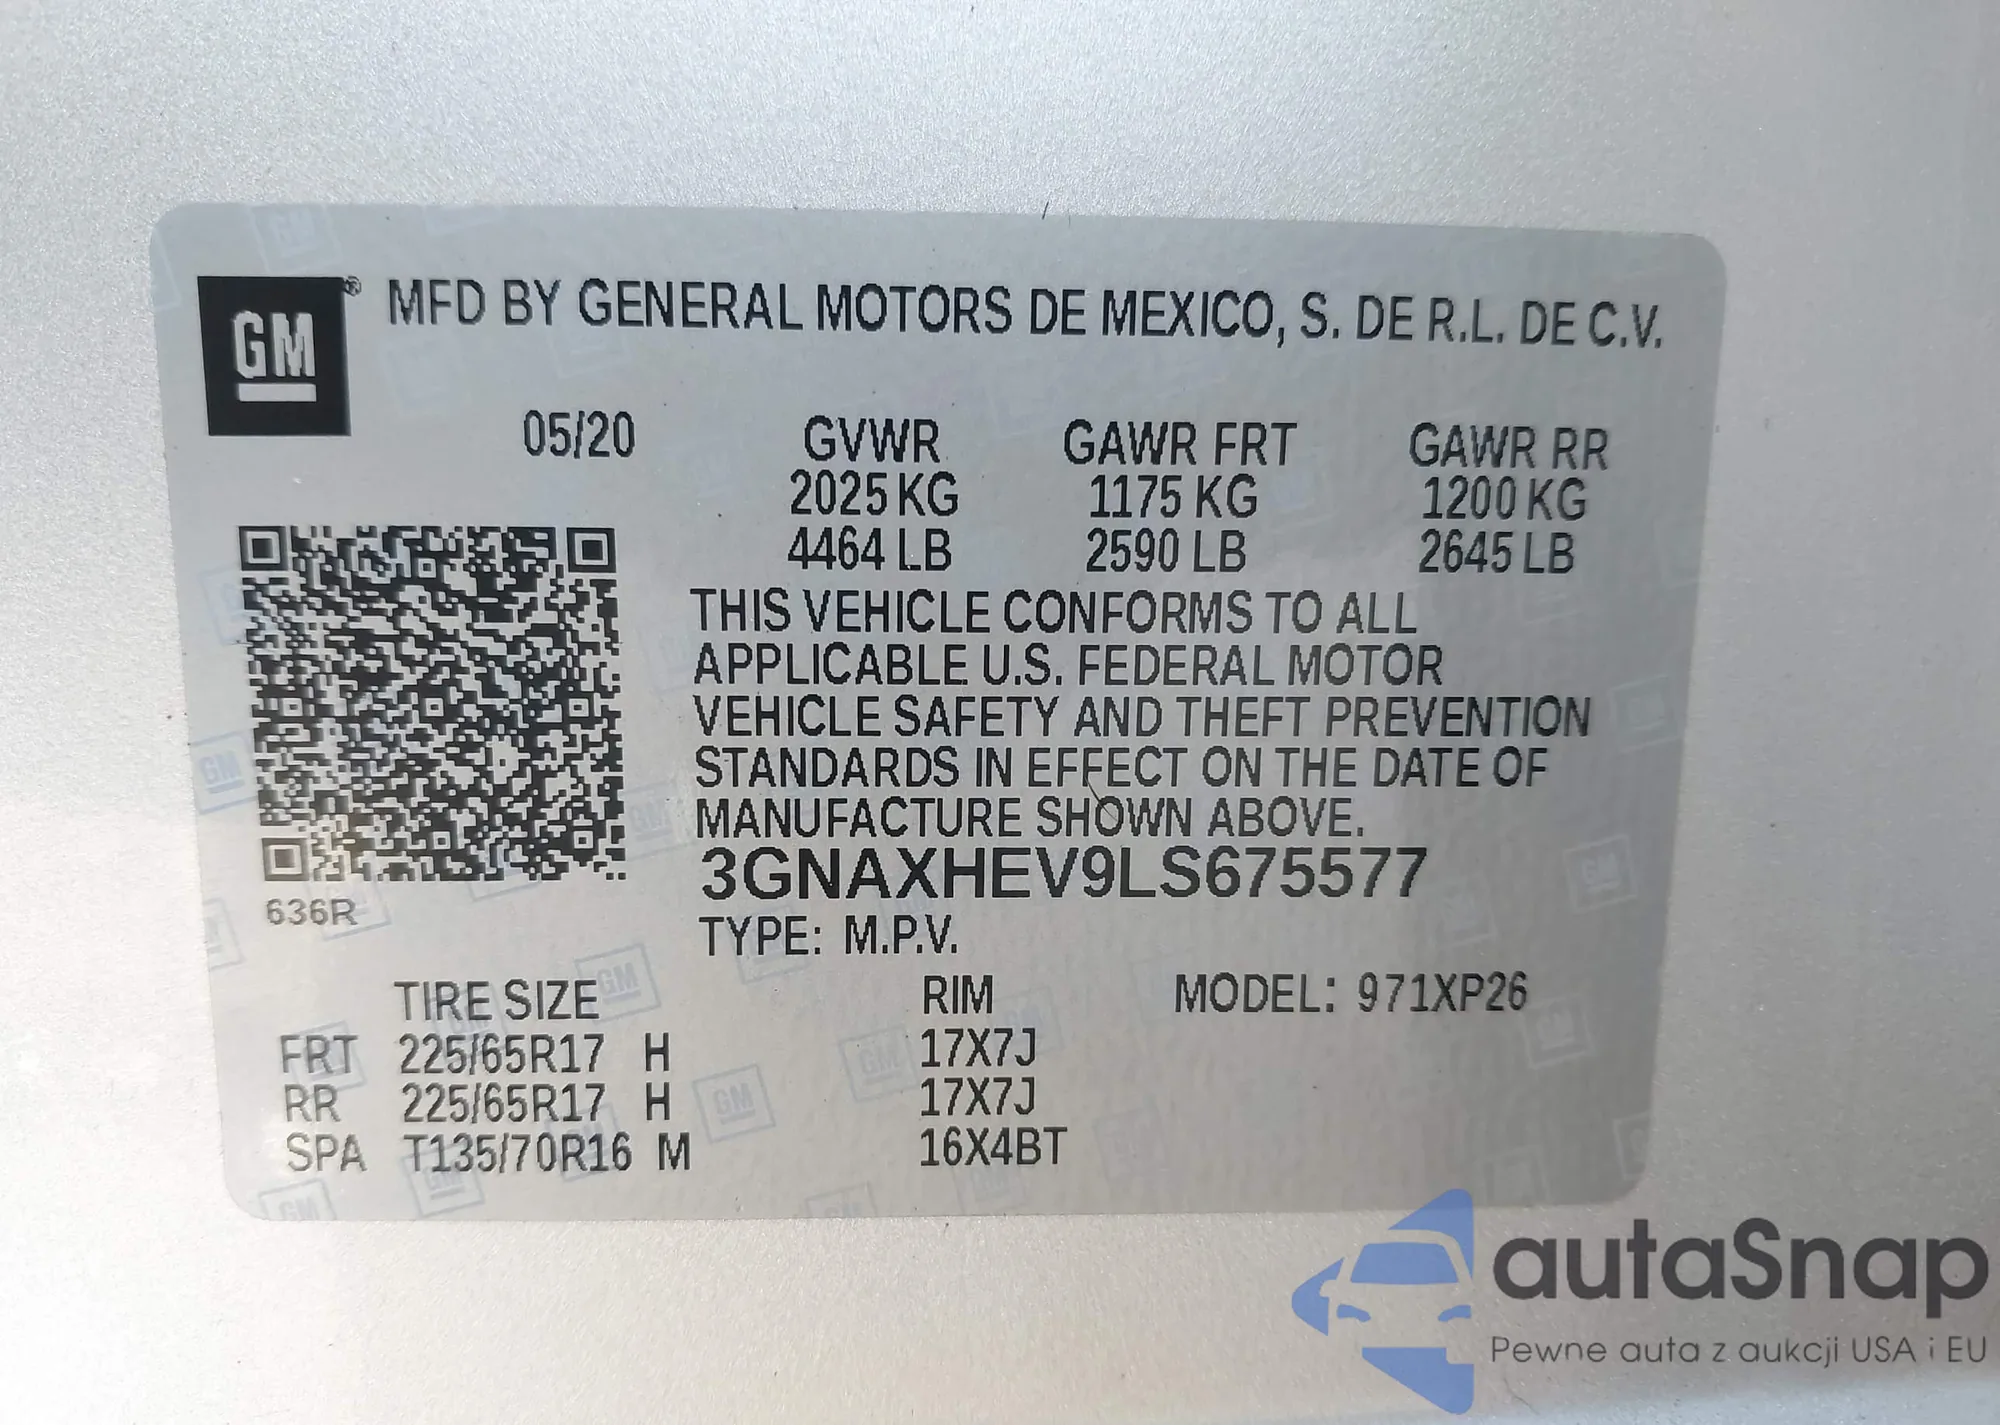 GM ® MFD BY GENERAL MOTORS DE MEXICO, S. DE R.L. DE C.V.
05/20 GVWR GAWR FRT GAWR RR
2025 KG 1175 KG 1200 KG
4464 LB 2590 LB 2645 LB
THIS VEHICLE CONFORMS TO ALL
APPLICABLE U.S. FEDERAL MOTOR
VEHICLE SAFETY AND THEFT PREVENTION
STANDARDS IN EFFECT ON THE DATE OF
MANUFACTURE SHOWN ABOVE.
3GNAXHEV9LS675577
636R
TYPE: M.P.V.
TIRE SIZE RIM MODEL: 971XP26
FRT 225/65R17 H 17X7J
RR 225/65R17 H 17X7J
SPA T135/70R16 M 16X4BT
autaSnap
Pewne auta z aukcji USA i EU